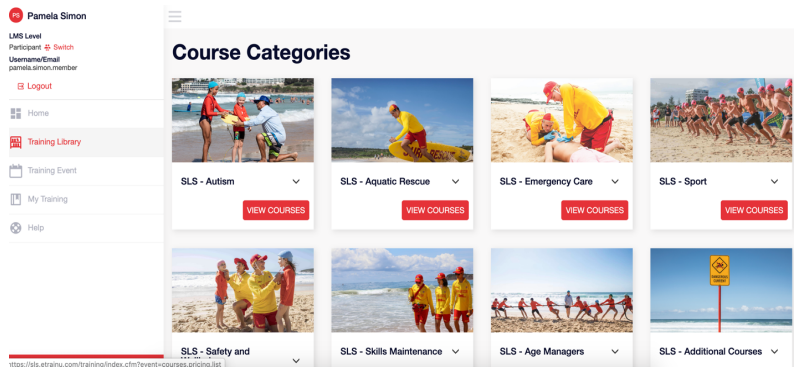 PS Pamela Simon
LMS Level
Participant Switch
Username/Email
pamela.simon.member
Logout
Home
Training Library
Training Event
My Training
Help
https://sls.etrainu.com/training/index.cfm?event=courses.pricing.list
Course Categories
SLS - Autism
VIEW COURSES
SLS - Aquatic Rescue
VIEW COURSES
SLS - Emergency Care
VIEW COURSES
SLS - Sport
VIEW COURSES
SLS - Safety and
SLS - Skills Maintenance
SLS - Age Managers
DANGEROUS
CURRENT
SLS - Additional Courses